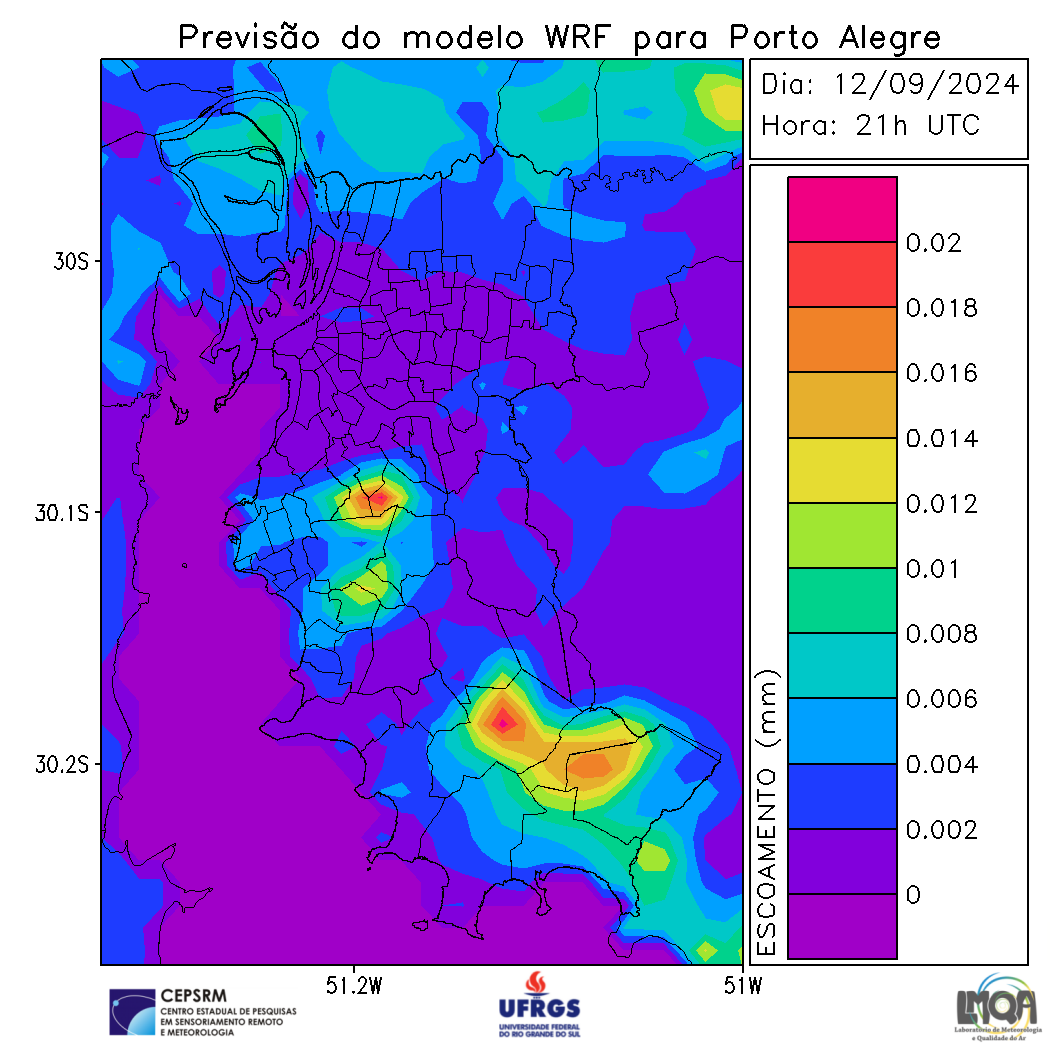 Previsão do modelo WRF para Porto Alegre
Dia: 12/09/2024
Hora: 21h UTC
30S
30.1S
30.2S
51.2W
51W
ESCOAMENTO (mm)
0.02
0.018
0.016
0.014
0.012
0.01
0.008
0.006
0.004
0.002
0
CEPSRM
CENTRO ESTADUAL DE PESQUISAS
EM SENSORIAMENTO REMOTO
E METEOROLOGIA
UFRGS
UNIVERSIDADE FEDERAL
DO RIO GRANDE DO SUL
LMQA
Laboratório de Meteorologia
e Qualidade do Ar